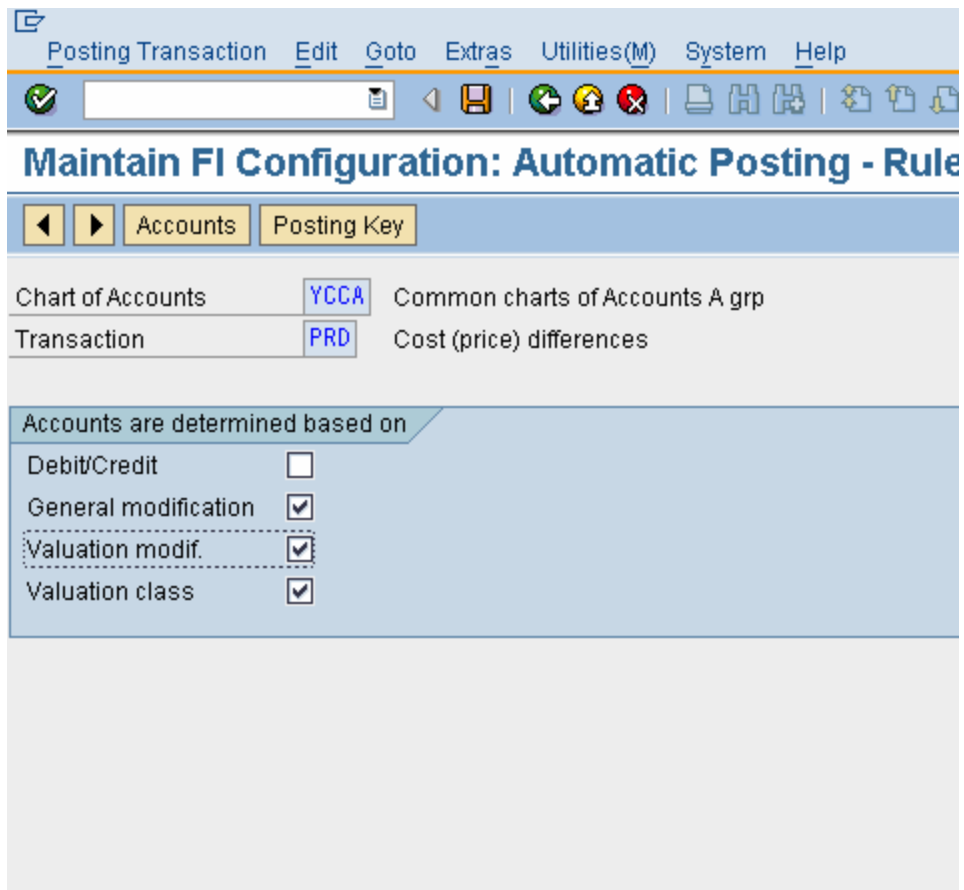 Posting Transaction Edit Goto Extras Utilities(M) System Help
Maintain FI Configuration: Automatic Posting - Rule
Accounts Posting Key
Chart of Accounts YCCA Common charts of Accounts A grp
Transaction PRD Cost (price) differences
Accounts are determined based on
Debit/Credit
General modification
Valuation modif.
Valuation class